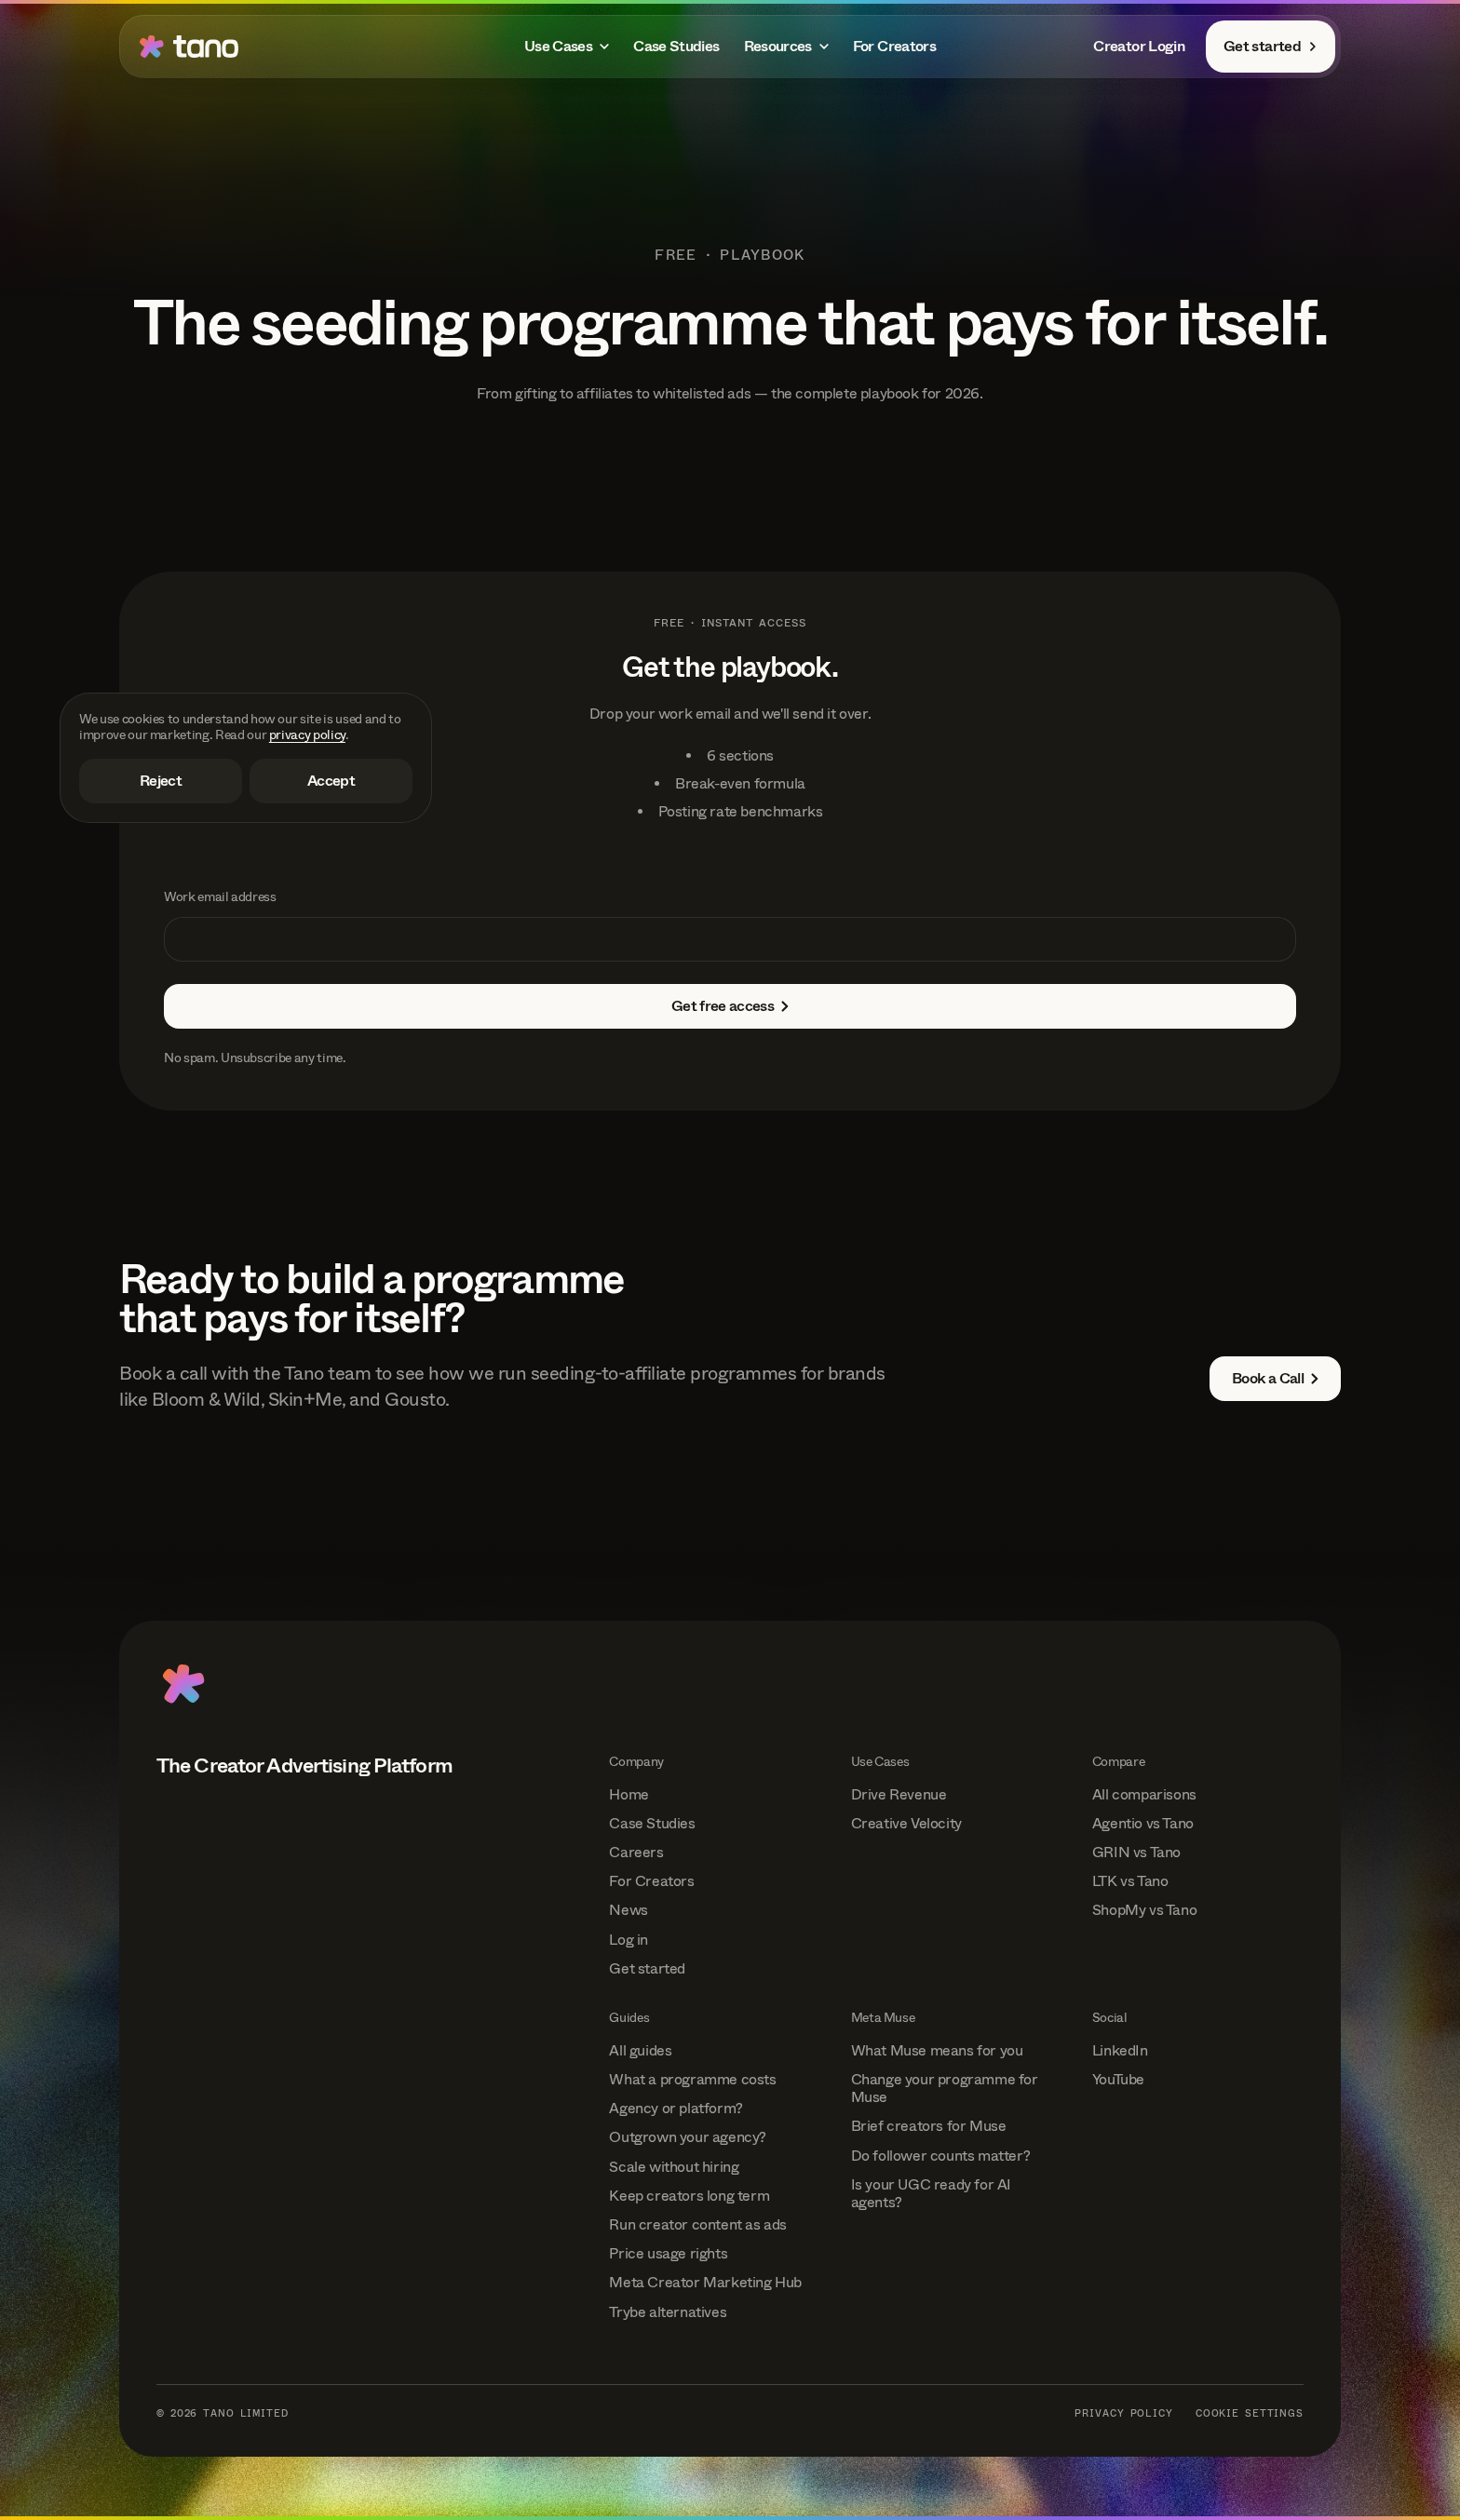 tano
Use Cases
Case Studies
Resources
For Creators
Creator Login
Get started
FREE · PLAYBOOK
The seeding programme that pays for itself.
From gifting to affiliates to whitelisted ads — the complete playbook for 2026.
FREE · INSTANT ACCESS
Get the playbook.
Drop your work email and we'll send it over.
• 6 sections
• Break-even formula
• Posting rate benchmarks
We use cookies to understand how our site is used and to
improve our marketing. Read our privacy policy.
Reject
Accept
Work email address
Get free access
No spam. Unsubscribe any time.
Ready to build a programme
that pays for itself?
Book a call with the Tano team to see how we run seeding-to-affiliate programmes for brands
like Bloom & Wild, Skin+Me, and Gousto.
Book a Call
The Creator Advertising Platform
Company
Home
Case Studies
Careers
For Creators
News
Log in
Get started
Use Cases
Drive Revenue
Creative Velocity
Compare
All comparisons
Agentio vs Tano
GRIN vs Tano
LTK vs Tano
ShopMy vs Tano
Guides
All guides
What a programme costs
Agency or platform?
Outgrown your agency?
Scale without hiring
Keep creators long term
Run creator content as ads
Price usage rights
Meta Creator Marketing Hub
Trybe alternatives
Meta Muse
What Muse means for you
Change your programme for
Muse
Brief creators for Muse
Do follower counts matter?
Is your UGC ready for AI
agents?
Social
LinkedIn
YouTube
© 2026 TANO LIMITED
PRIVACY POLICY
COOKIE SETTINGS